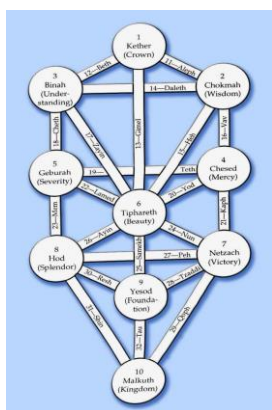 1
Kether
(Crown)
12—Beth
11—Aleph
3
Binah
(Under-
standing)
2
Chokmah
(Wisdom)
14—Daleth
18—Cheth
17—Zayin
13—Gimel
15—Heh
16—Vav
5
Geburah
(Severity)
19—
Teth
4
Chesed
(Mercy)
22—Lamed
20—Yod
6
Tiphareth
(Beauty)
23—Mem
21—Kaph
26—Ayin
25—Samekh
24—Nun
8
Hod
(Splendor)
27—Peh
7
Netzach
(Victory)
30—Resh
28—Tzaddi
9
Yesod
(Founda-
tion)
31—Shin
32—Tau
29—Qoph
10
Malkuth
(Kingdom)